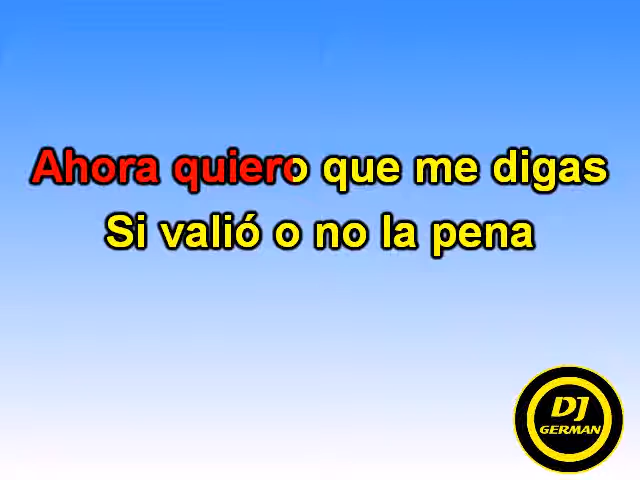 Ahora quiero que me digas
Si valió o no la pena
DJ
GERMAN